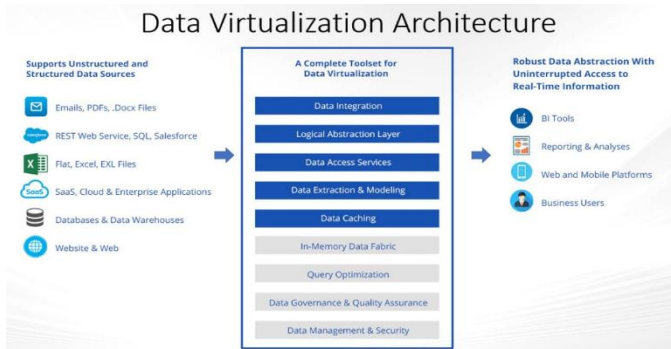 Data Virtualization Architecture
Supports Unstructured and
Structured Data Sources
Emails, PDFs, .Docx Files
salesforce
REST Web Service, SQL, Salesforce
Flat, Excel, EXL Files
SaaS
SaaS, Cloud & Enterprise Applications
Databases & Data Warehouses
Website & Web
A Complete Toolset for
Data Virtualization
Data Integration
Logical Abstraction Layer
Data Access Services
Data Extraction & Modeling
Data Caching
In-Memory Data Fabric
Query Optimization
Data Governance & Quality Assurance
Data Management & Security
Robust Data Abstraction With
Uninterrupted Access to
Real-Time Information
BI Tools
Reporting & Analyses
Web and Mobile Platforms
Business Users